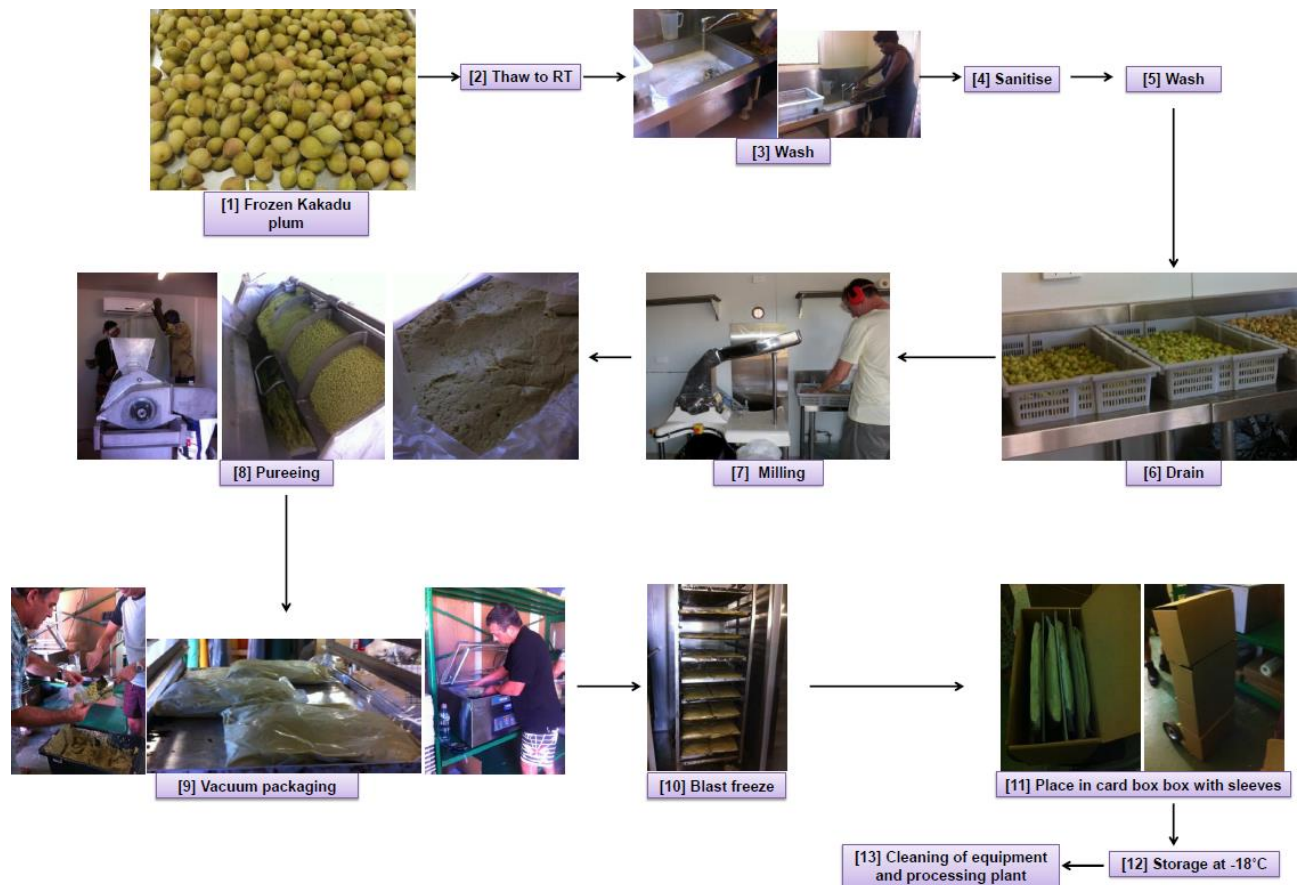 [1] Frozen Kakadu
plum
[2] Thaw to RT
[3] Wash
[4] Sanitise
[5] Wash
[6] Drain
[7] Milling
[8] Pureeing
[9] Vacuum packaging
[10] Blast freeze
[11] Place in card box box with sleeves
[12] Storage at -18°C
[13] Cleaning of equipment
and processing plant